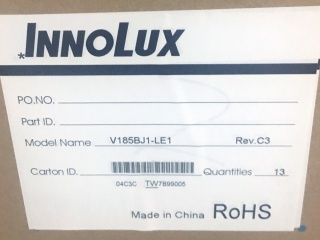 *INNOLUX
PO.NO.
Part ID.
Model Name V185BJ1-LE1 Rev.C3
Carton ID. Quantities 13
04C3C TW7B99005
Made in China RoHS